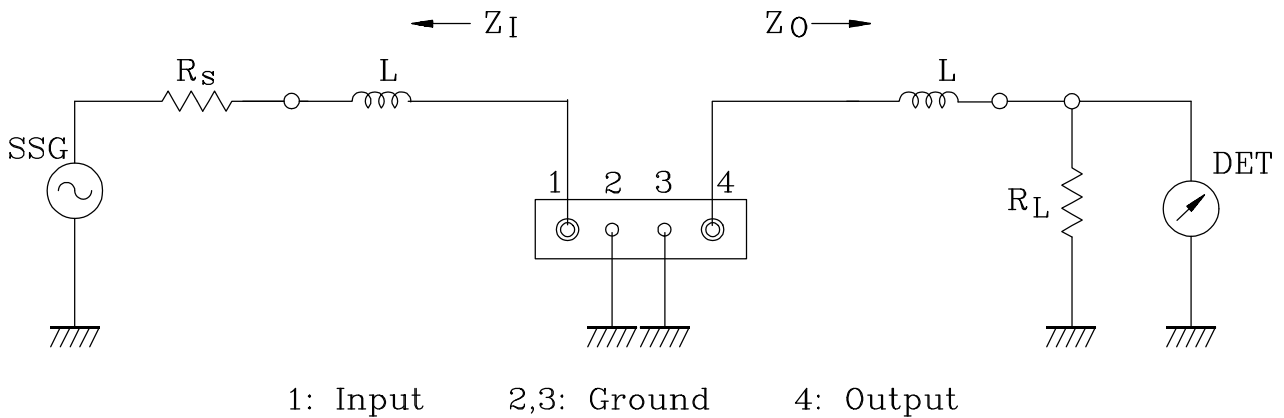 Z_I Z_O
R_S L L
SSG DET
1 2 3 4
R_L
1: Input 2,3: Ground 4: Output